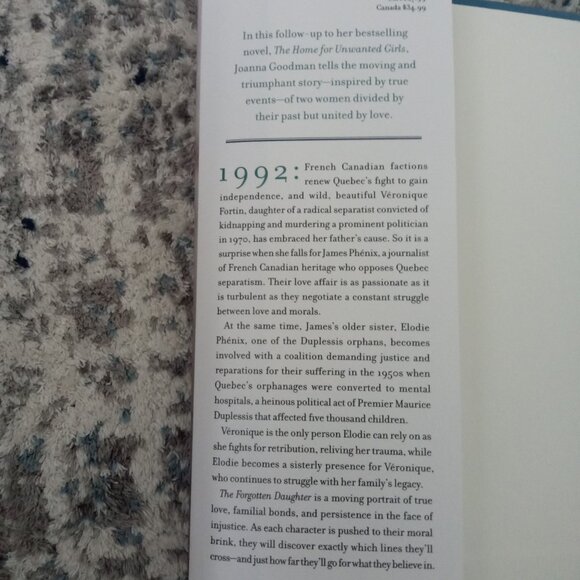 Canada $34.99
In this follow-up to her bestselling
novel, The Home for Unwanted Girls,
Joanna Goodman tells the moving and
triumphant story—inspired by true
events—of two women divided by
their past but united by love.
1992: French Canadian factions
renew Quebec's fight to gain
independence, and wild, beautiful Véronique
Fortin, daughter of a radical separatist convicted of
kidnapping and murdering a prominent politician
in 1970, has embraced her father's cause. So it is a
surprise when she falls for James Phénix, a journalist
of French Canadian heritage who opposes Quebec
separatism. Their love affair is as passionate as it
is turbulent as they negotiate a constant struggle
between love and morals.
At the same time, James's older sister, Elodie
Phénix, one of the Duplessis orphans, becomes
involved with a coalition demanding justice and
reparations for their suffering in the 1950s when
Quebec's orphanages were converted to mental
hospitals, a heinous political act of Premier Maurice
Duplessis that affected five thousand children.
Véronique is the only person Elodie can rely on as
she fights for retribution, reliving her trauma, while
Elodie becomes a sisterly presence for Véronique,
who continues to struggle with her family's legacy.
The Forgotten Daughter is a moving portrait of true
love, familial bonds, and persistence in the face of
injustice. As each character is pushed to their moral
brink, they will discover exactly which lines they'll
cross—and just how far they'll go for what they believe in.